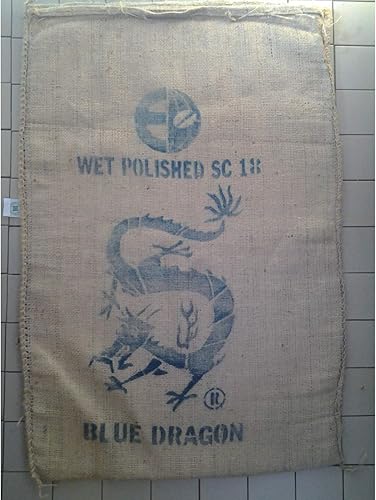 WET POLISHED SC 18
®
BLUE DRAGON